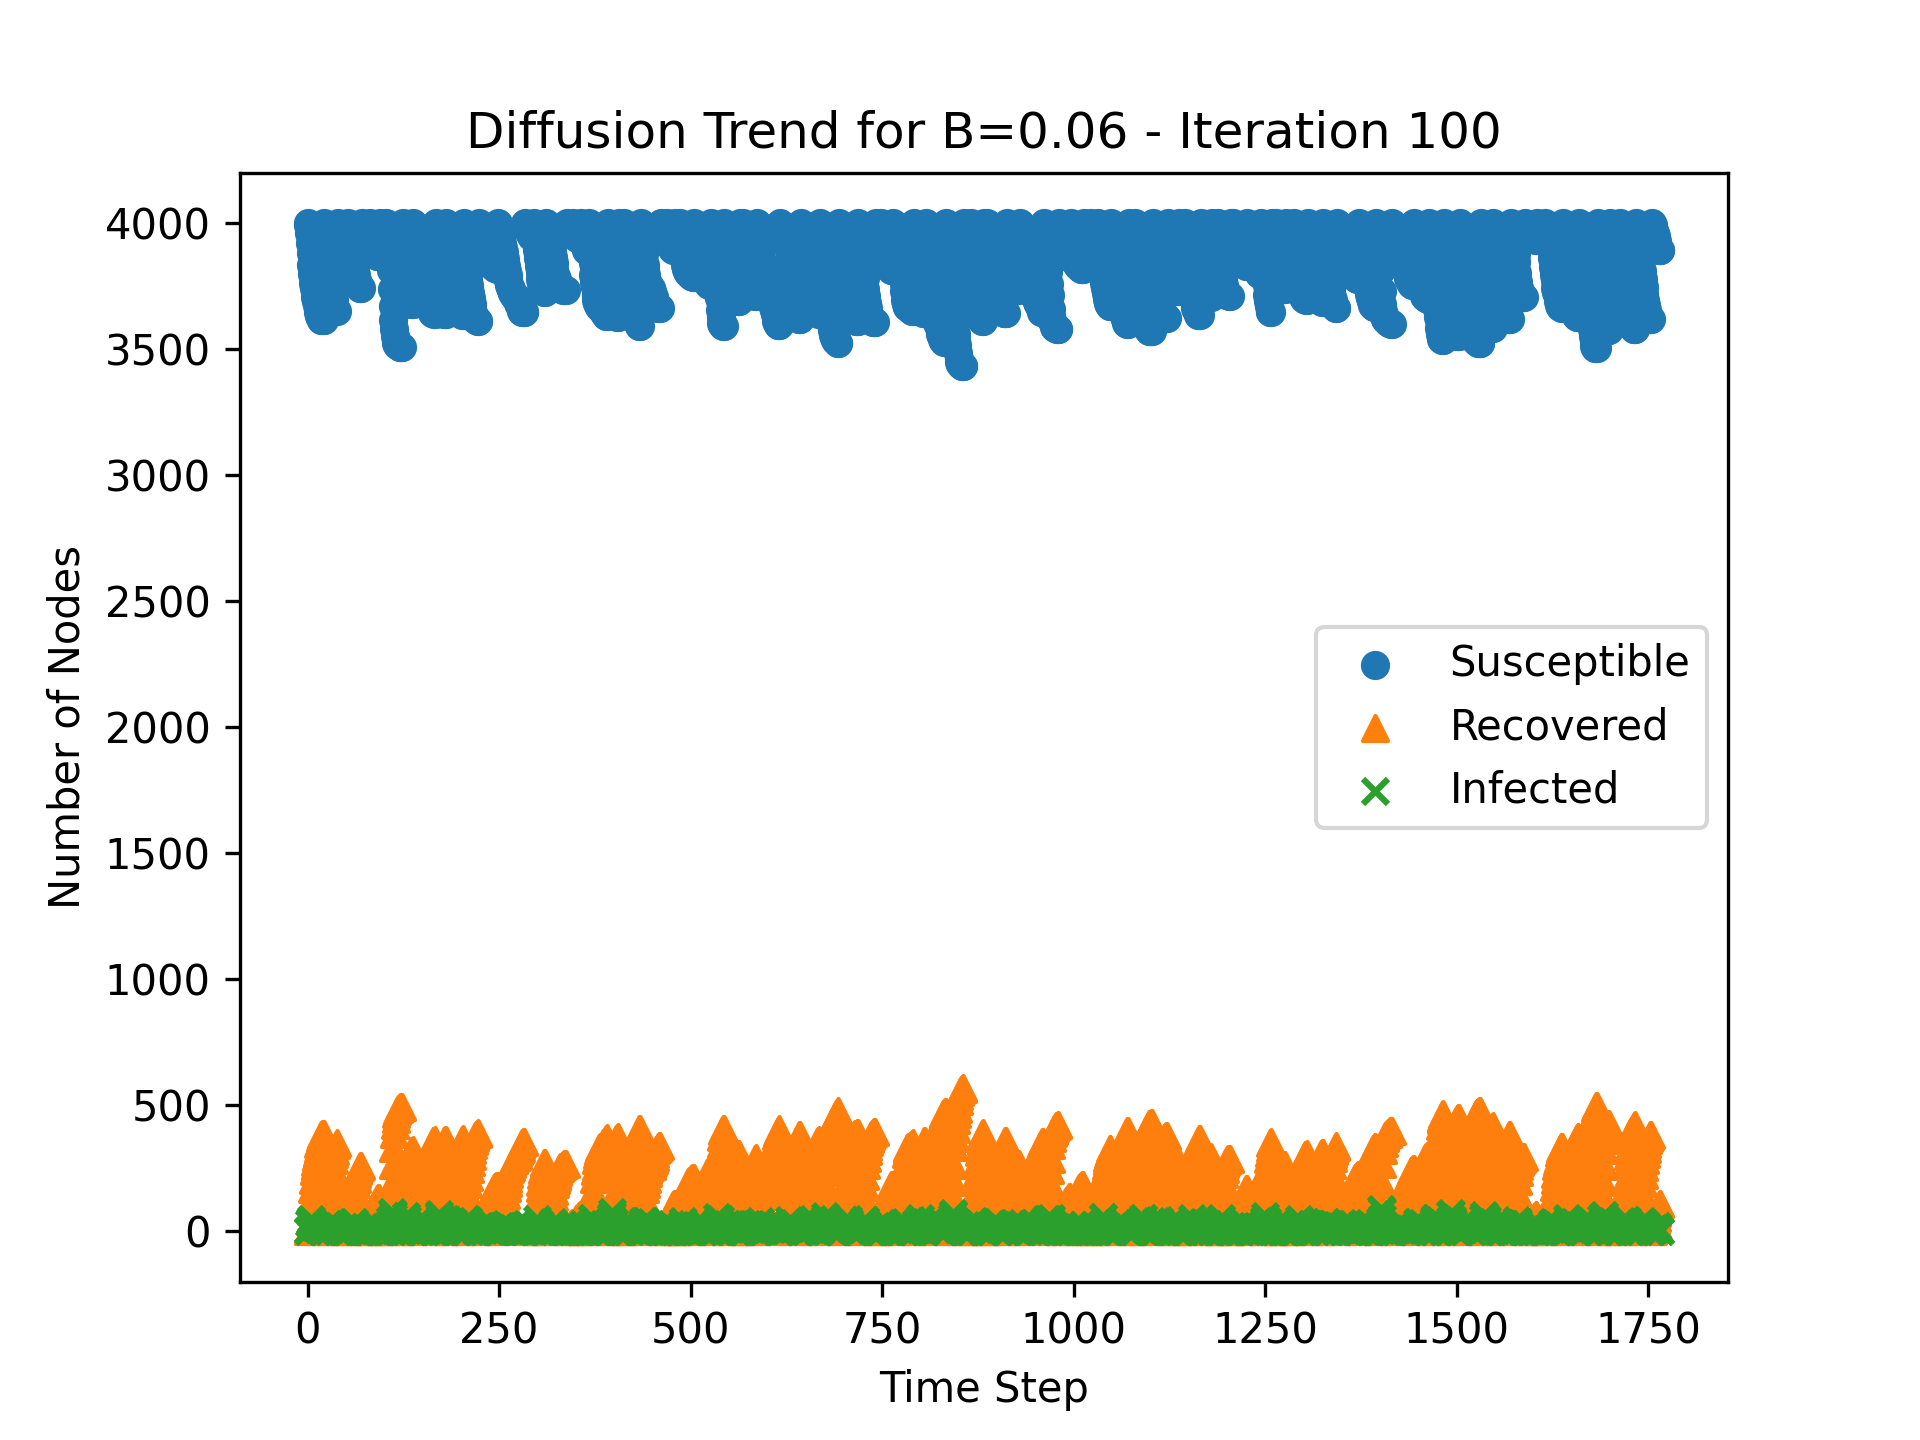 Diffusion Trend for B=0.06 - Iteration 100
4000
3500
3000
2500
2000
1500
1000
500
0
Number of Nodes
Susceptible
Recovered
Infected
0 250 500 750 1000 1250 1500 1750
Time Step